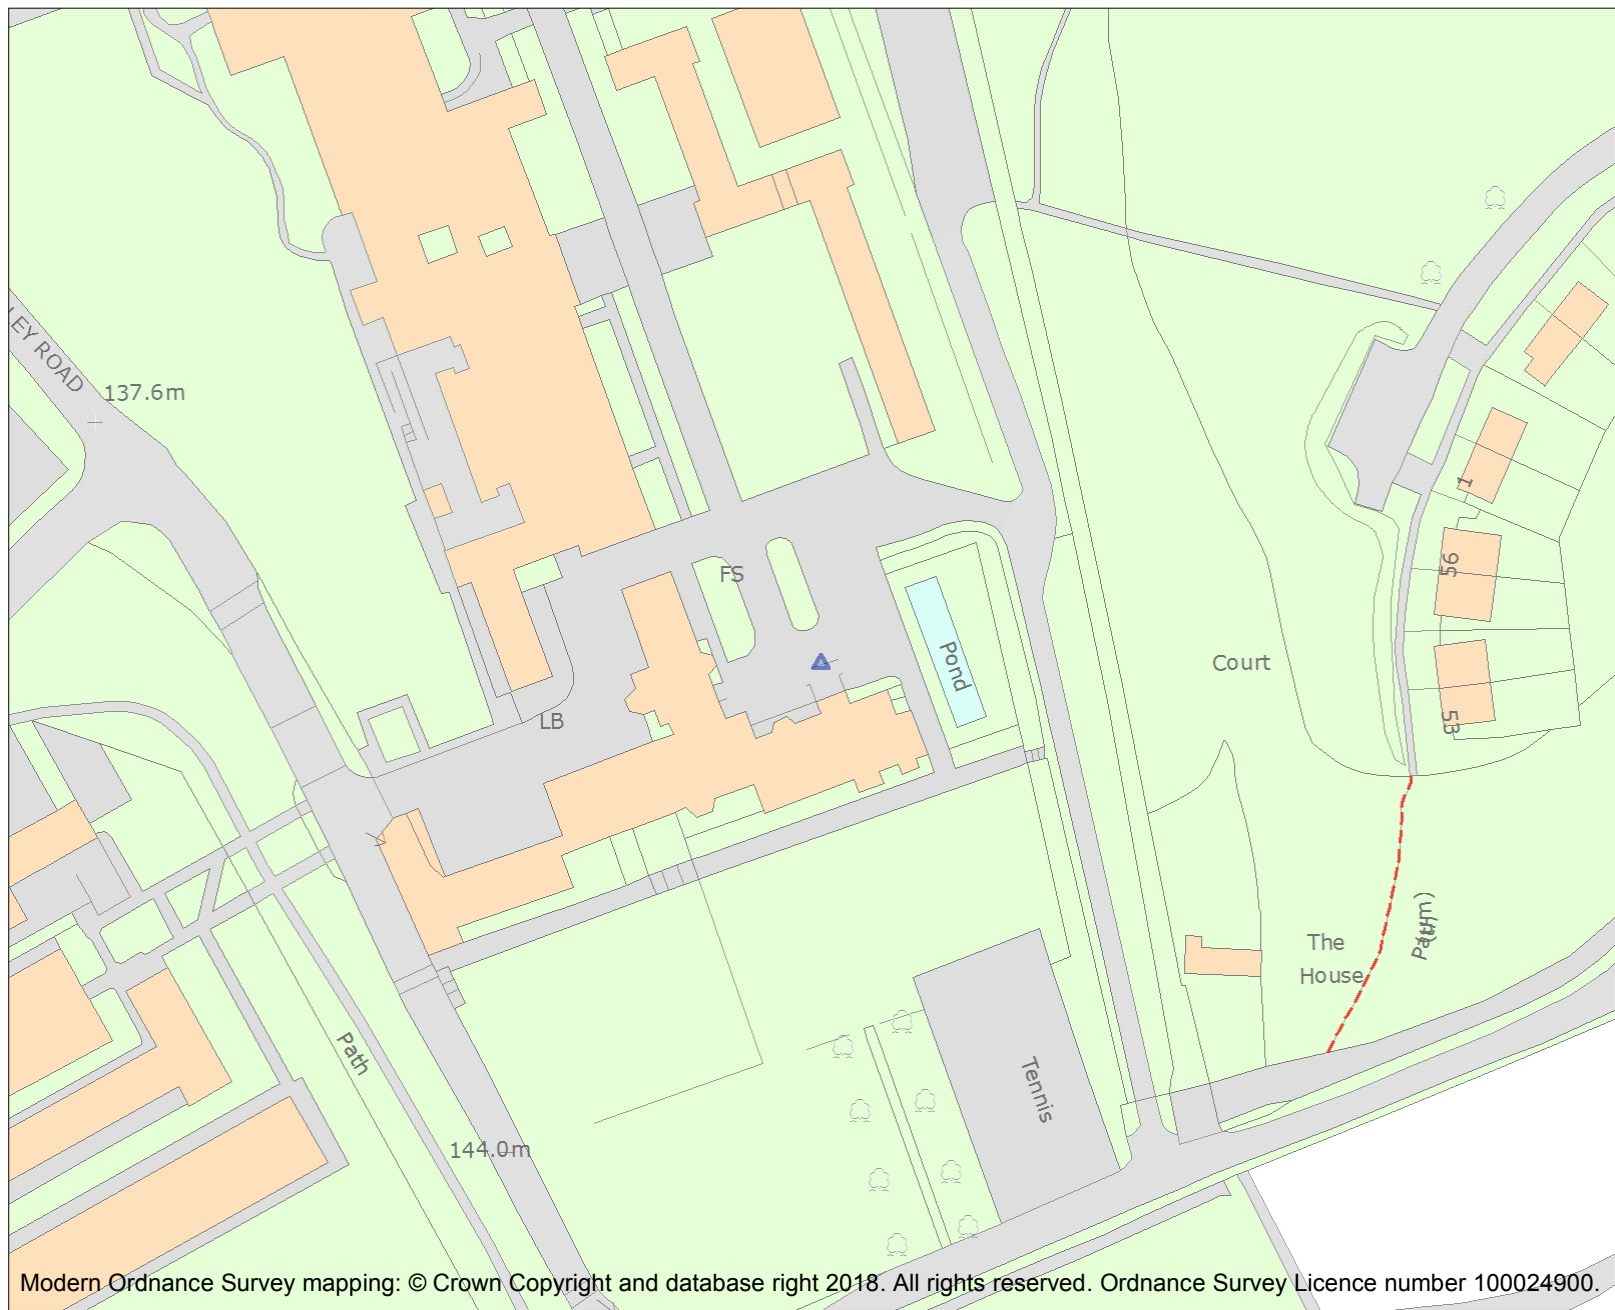 LEY ROAD
137.6m
FS
Pond
Court
1
56
53
LB
The
House
Path
Tennis
144.0m
Modern Ordnance Survey mapping: © Crown Copyright and database right 2018. All rights reserved. Ordnance Survey Licence number 100024900.